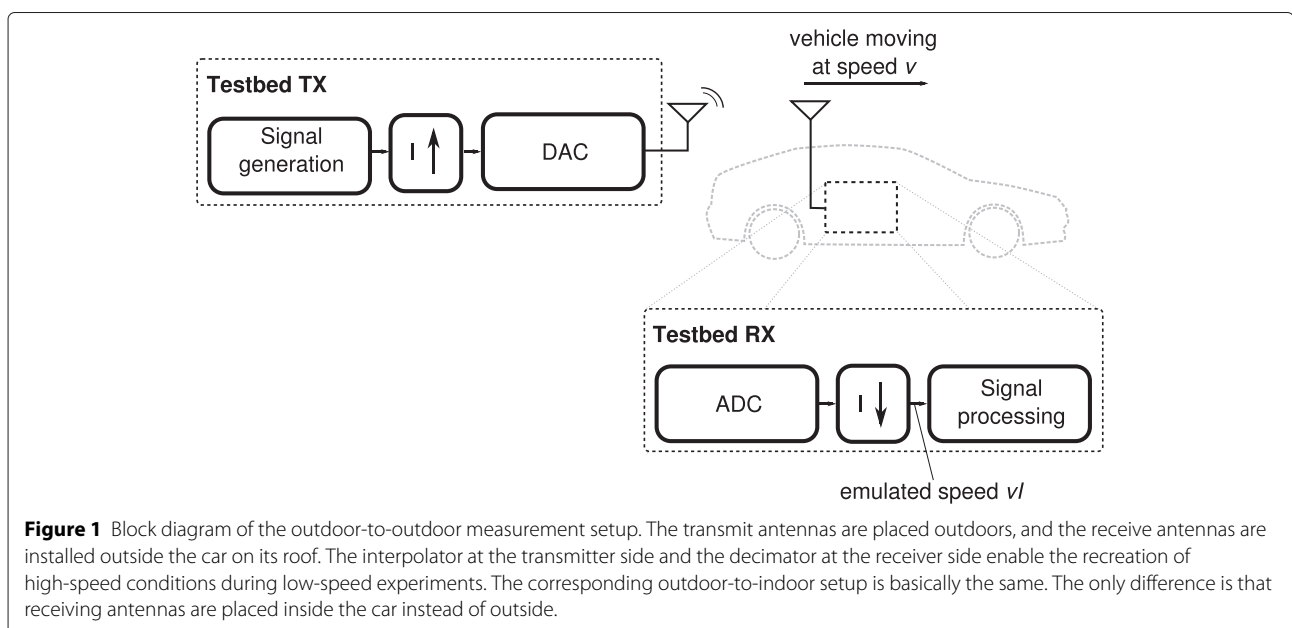 vehicle moving
at speed v
Testbed TX
Signal
generation
I
DAC
Testbed RX
ADC
I
Signal
processing
emulated speed vI
Figure 1 Block diagram of the outdoor-to-outdoor measurement setup. The transmit antennas are placed outdoors, and the receive antennas are
installed outside the car on its roof. The interpolator at the transmitter side and the decimator at the receiver side enable the recreation of
high-speed conditions during low-speed experiments. The corresponding outdoor-to-indoor setup is basically the same. The only difference is that
receiving antennas are placed inside the car instead of outside.